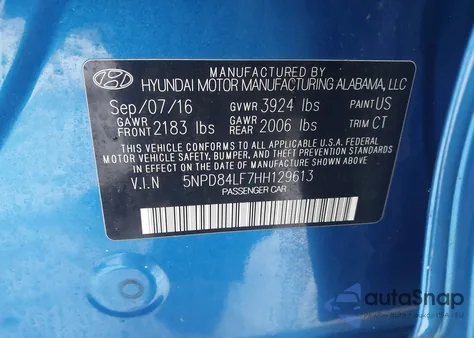 MANUFACTURED BY
HYUNDAI MOTOR MANUFACTURING ALABAMA, LLC
Sep/07/16 GVWR 3924 lbs PAINT US
GAWR FRONT 2183 lbs GAWR REAR 2006 lbs TRIM CT
THIS VEHICLE CONFORMS TO ALL APPLICABLE U.S.A. FEDERAL
MOTOR VEHICLE SAFETY, BUMPER, AND THEFT PREVENTION STANDARDS
IN EFFECT ON THE DATE OF MANUFACTURE SHOWN ABOVE.
V.I.N 5NPD84LF7HH129613
PASSENGER CAR
autoSnap